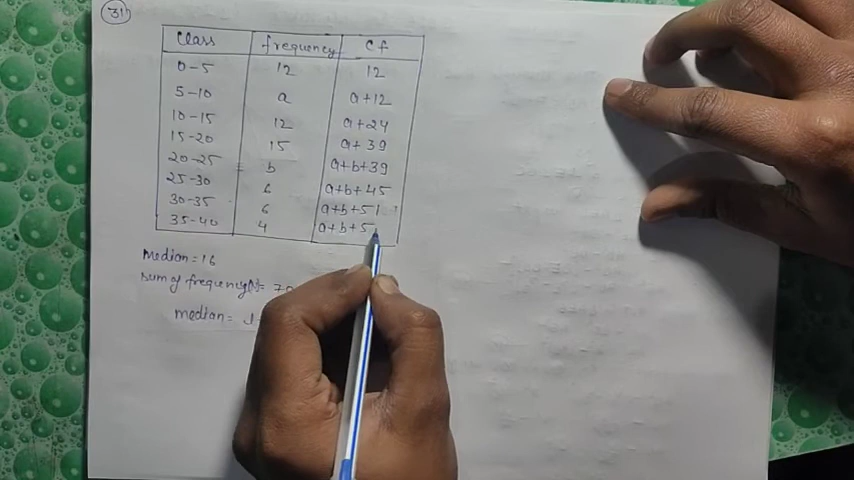 31
Class frequency cf
0-5 12 12
5-10 a a+12
10-15 12 a+24
15-20 15 a+39
20-25 b a+b+39
25-30 6 a+b+45
30-35 6 a+b+51
35-40 4 a+b+5
median = 16
sum of frequency = 70
median =